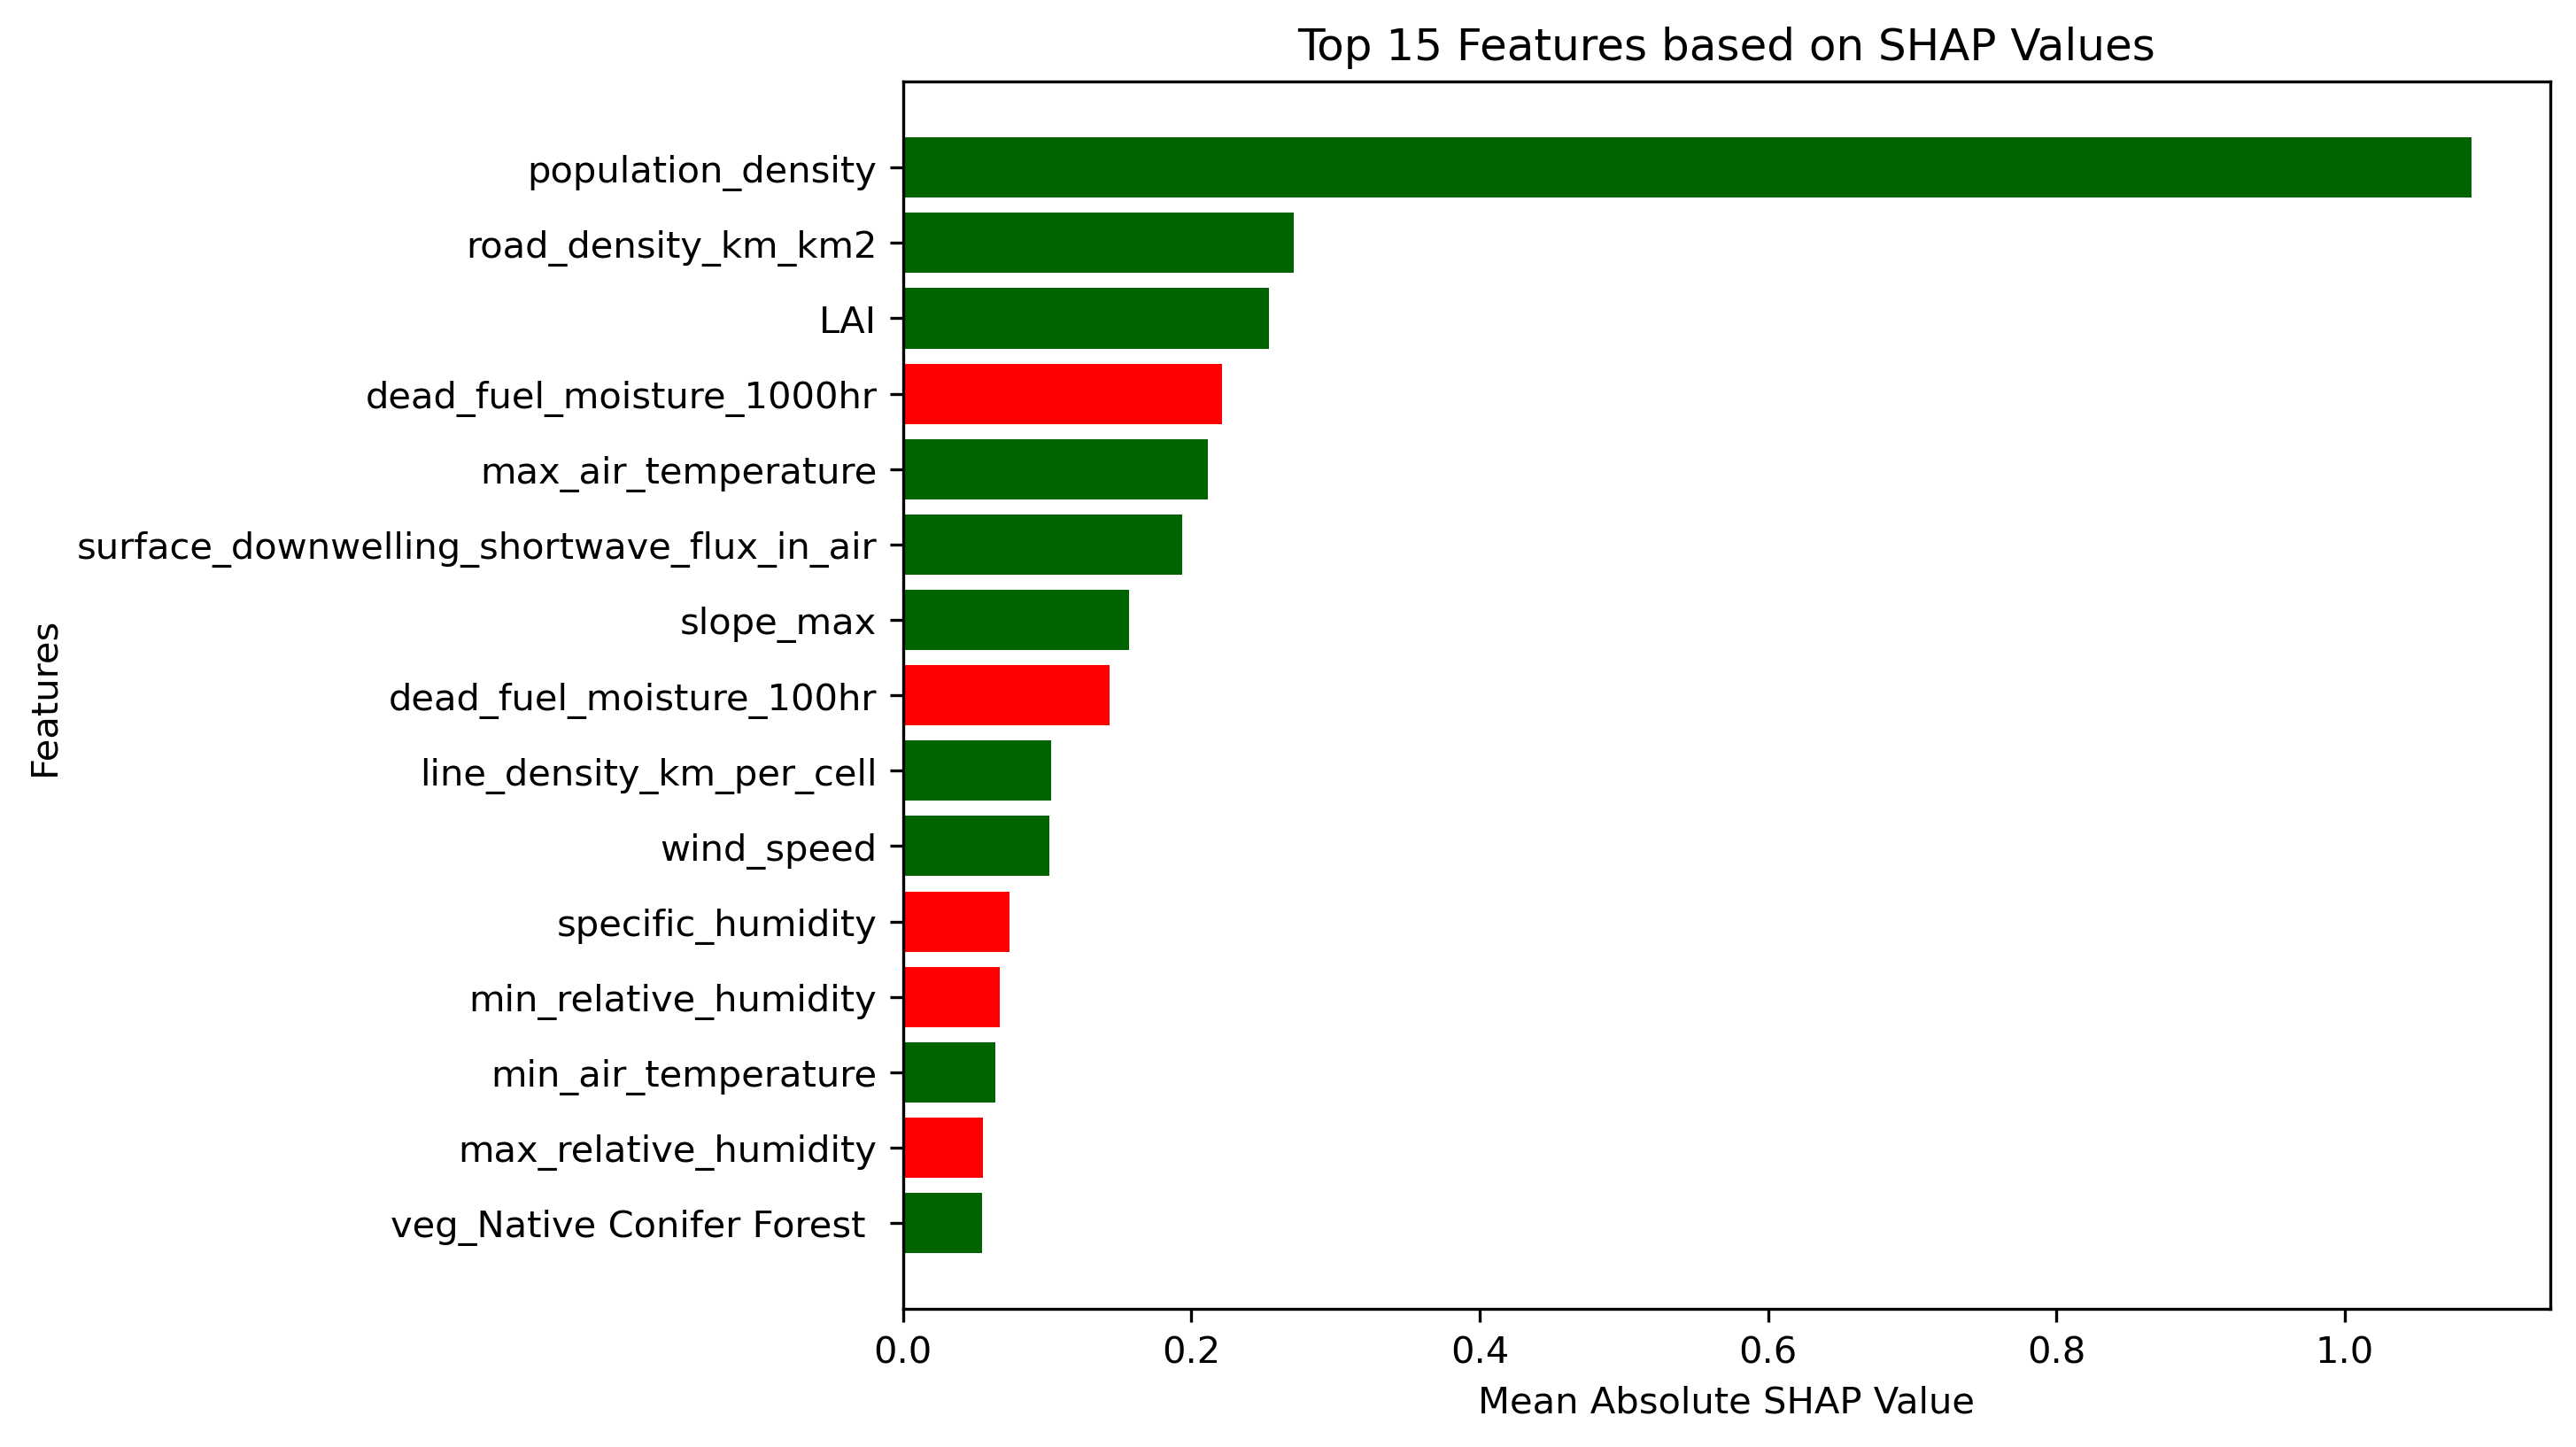 Top 15 Features based on SHAP Values
population_density
road_density_km_km2
LAI
dead_fuel_moisture_1000hr
max_air_temperature
surface_downwelling_shortwave_flux_in_air
slope_max
dead_fuel_moisture_100hr
line_density_km_per_cell
wind_speed
specific_humidity
min_relative_humidity
min_air_temperature
max_relative_humidity
veg_Native Conifer Forest
Features
0.0 0.2 0.4 0.6 0.8 1.0
Mean Absolute SHAP Value